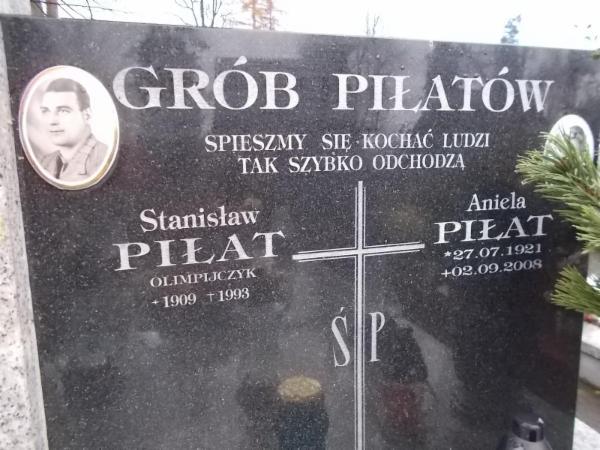 GRÓB PIŁATÓW
SPIESZMY SIĘ KOCHAĆ LUDZI
TAK SZYBKO ODCHODZĄ
Stanisław
PIŁAT
OLIMPIJCZYK
*1909 +1993
Aniela
PIŁAT
*27.07.1921
+02.09.2008
ŚP